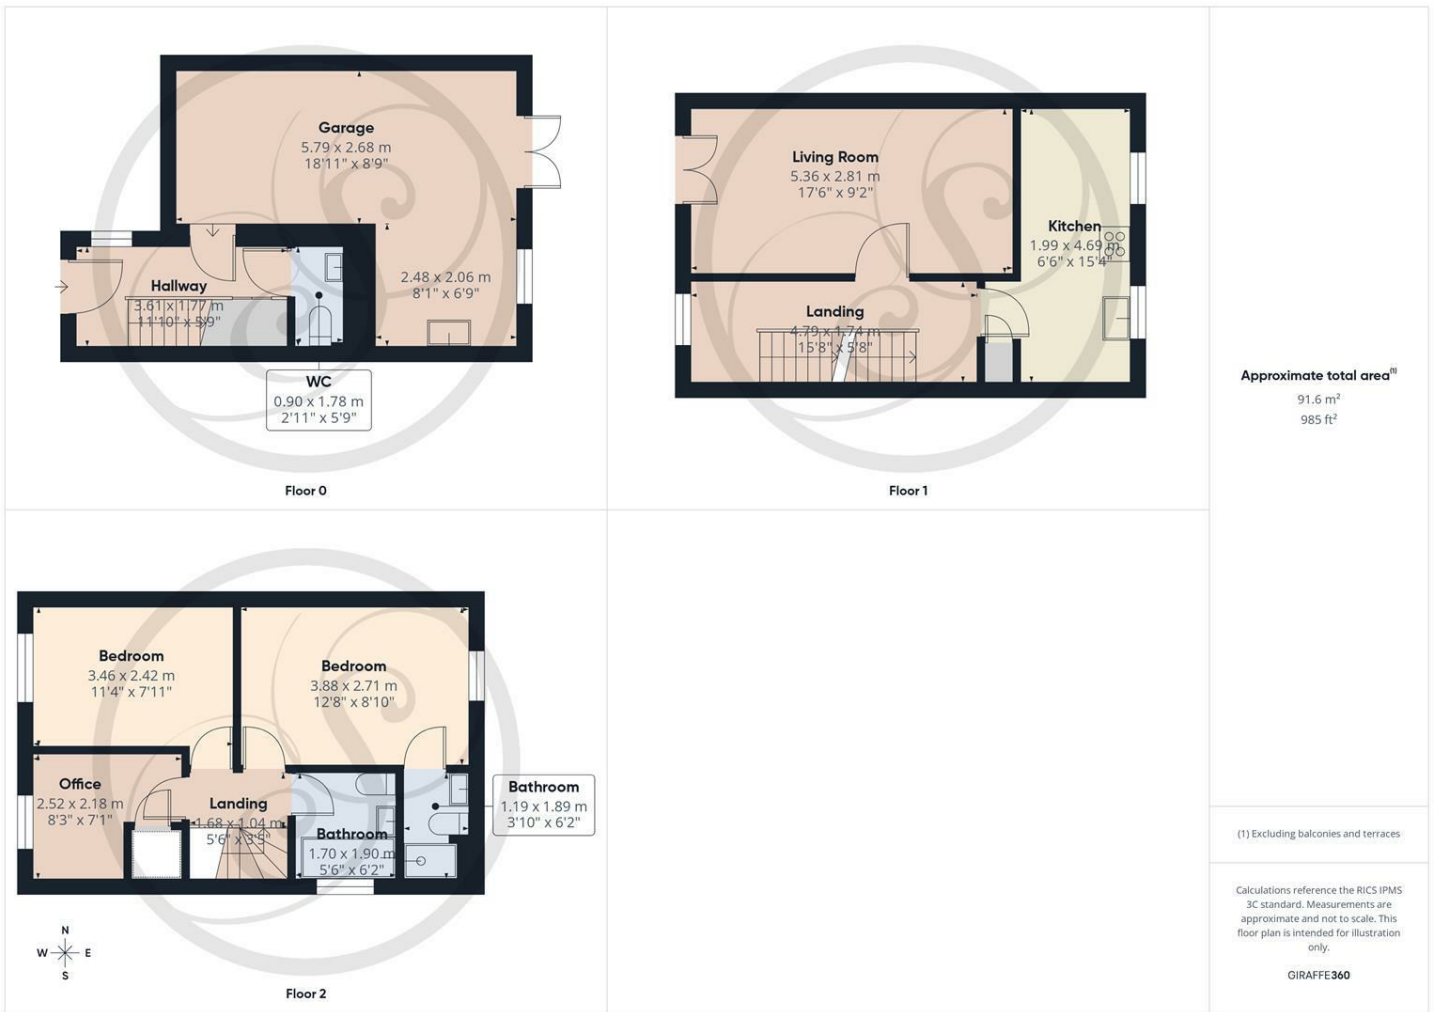 Garage
5.79 x 2.68 m
18'11" x 8'9"
2.48 x 2.06 m
8'1" x 6'9"
Hallway
3.61 x 1.77 m
11'10" x 5'9"
WC
0.90 x 1.78 m
2'11" x 5'9"
Floor 0
Living Room
5.36 x 2.81 m
17'6" x 9'2"
Kitchen
1.99 x 4.69 m
6'6" x 15'4"
Landing
4.79 x 1.74 m
15'8" x 5'8"
Floor 1
Approximate total area(1)
91.6 m²
985 ft²
Bedroom
3.46 x 2.42 m
11'4" x 7'11"
Bedroom
3.88 x 2.71 m
12'8" x 8'10"
Office
2.52 x 2.18 m
8'3" x 7'1"
Landing
1.68 x 1.04 m
5'6" x 3'5"
Bathroom
1.70 x 1.90 m
5'6" x 6'2"
Bathroom
1.19 x 1.89 m
3'10" x 6'2"
N
W E
S
Floor 2
(1) Excluding balconies and terraces
Calculations reference the RICS IPMS
3C standard. Measurements are
approximate and not to scale. This
floor plan is intended for illustration
only.
GIRAFFE360